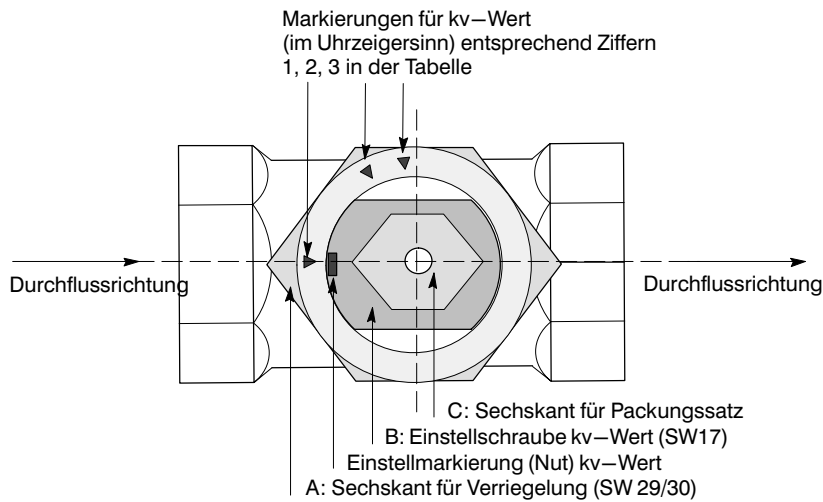 Markierungen für kv–Wert
(im Uhrzeigersinn) entsprechend Ziffern
1, 2, 3 in der Tabelle
Durchflussrichtung
Durchflussrichtung
C: Sechskant für Packungssatz
B: Einstellschraube kv–Wert (SW17)
Einstellmarkierung (Nut) kv–Wert
A: Sechskant für Verriegelung (SW 29/30)